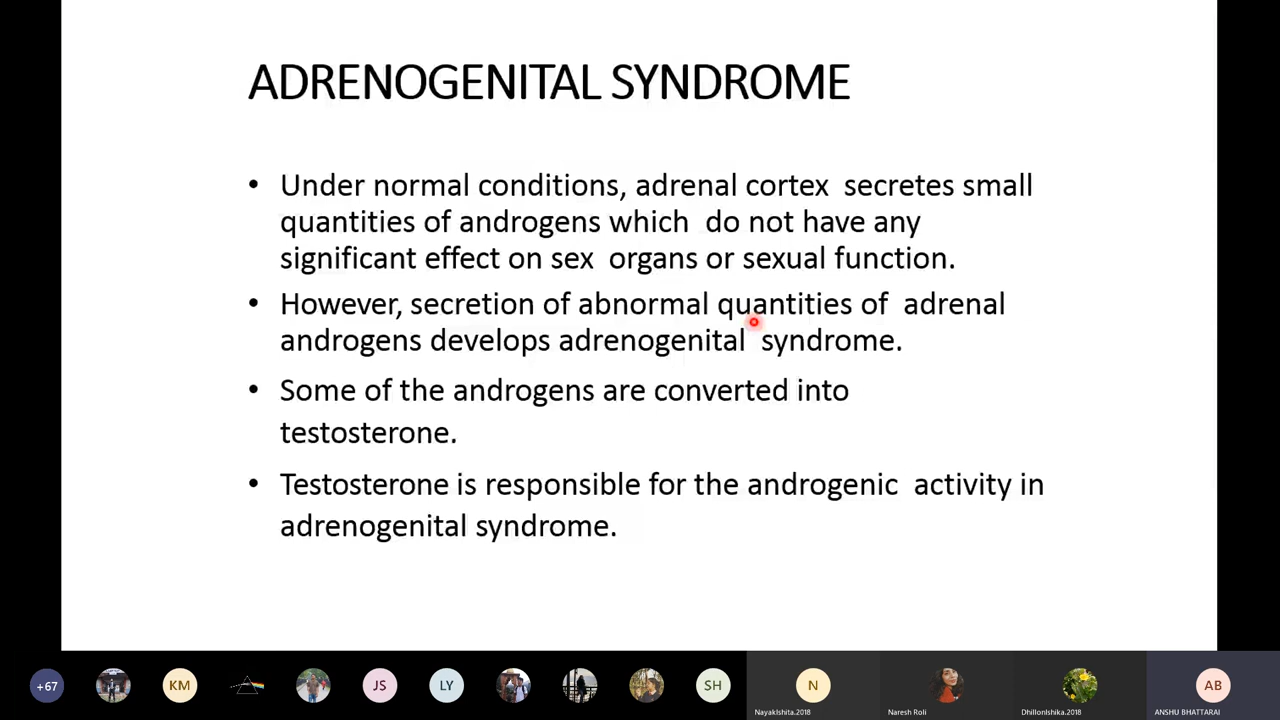 ADRENOGENITAL SYNDROME
• Under normal conditions, adrenal cortex secretes small
quantities of androgens which do not have any
significant effect on sex organs or sexual function.
• However, secretion of abnormal quantities of adrenal
androgens develops adrenogenital syndrome.
• Some of the androgens are converted into
testosterone.
• Testosterone is responsible for the androgenic activity in
adrenogenital syndrome.
+67
KM
JS
LY
SH
N
AB
NayakIshita.2018
Naresh Roli
DhillonIshika.2018
ANSHU BHATTARAI